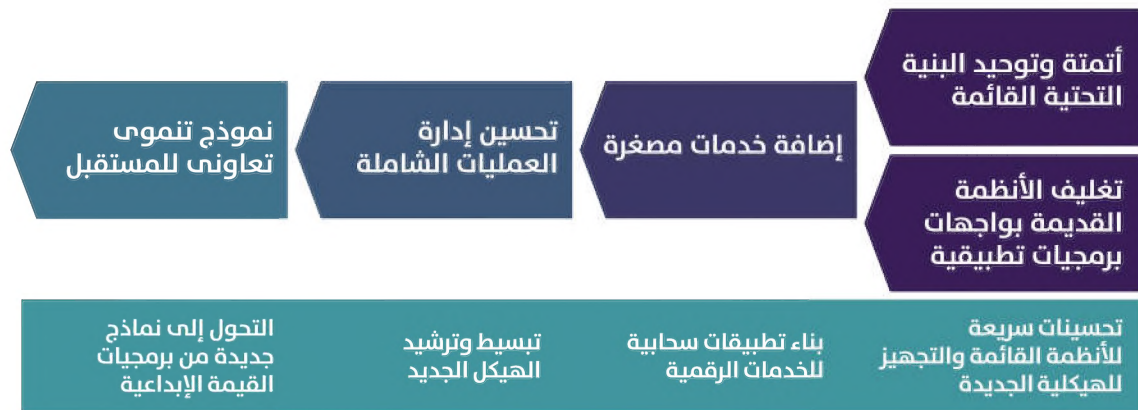 أتمتة وتوحيد البنية
التحتية القائمة
تغليف الأنظمة
القديمة بواجهات
برمجيات تطبيقية
إضافة خدمات مصغرة
تحسين إدارة
العمليات الشاملة
نموذج تنموى
تعاونى للمستقبل
تحسينات سريعة
للأنظمة القائمة والتجهيز
للهيكلية الجديدة
بناء تطبيقات سحابية
للخدمات الرقمية
تبسيط وترشيد
الهيكل الجديد
التحول إلى نماذج
جديدة من برمجيات
القيمة الإبداعية